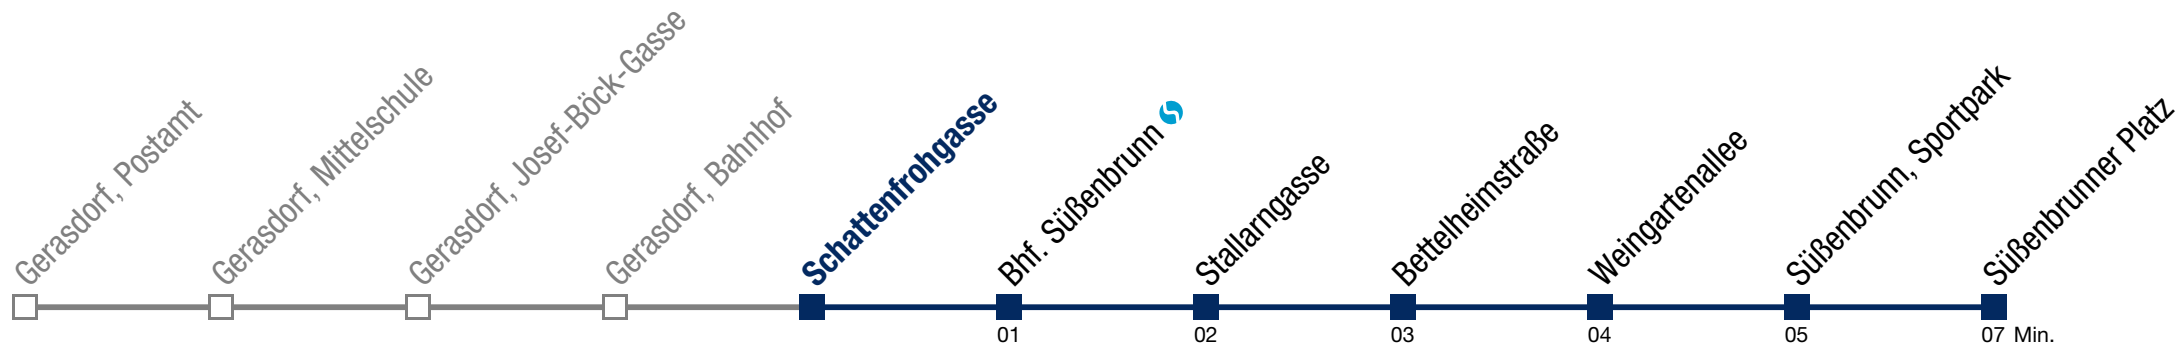 Gerasdorf, Postamt
Gerasdorf, Mittelschule
Gerasdorf, Josef-Böck-Gasse
Gerasdorf, Bahnhof
Schattenfrohgasse
Bhf. Süßenbrunn
Stallarngasse
Bettelheimstraße
Weingartenallee
Süßenbrunn, Sportpark
Süßenbrunner Platz
01 02 03 04 05 07 Min.